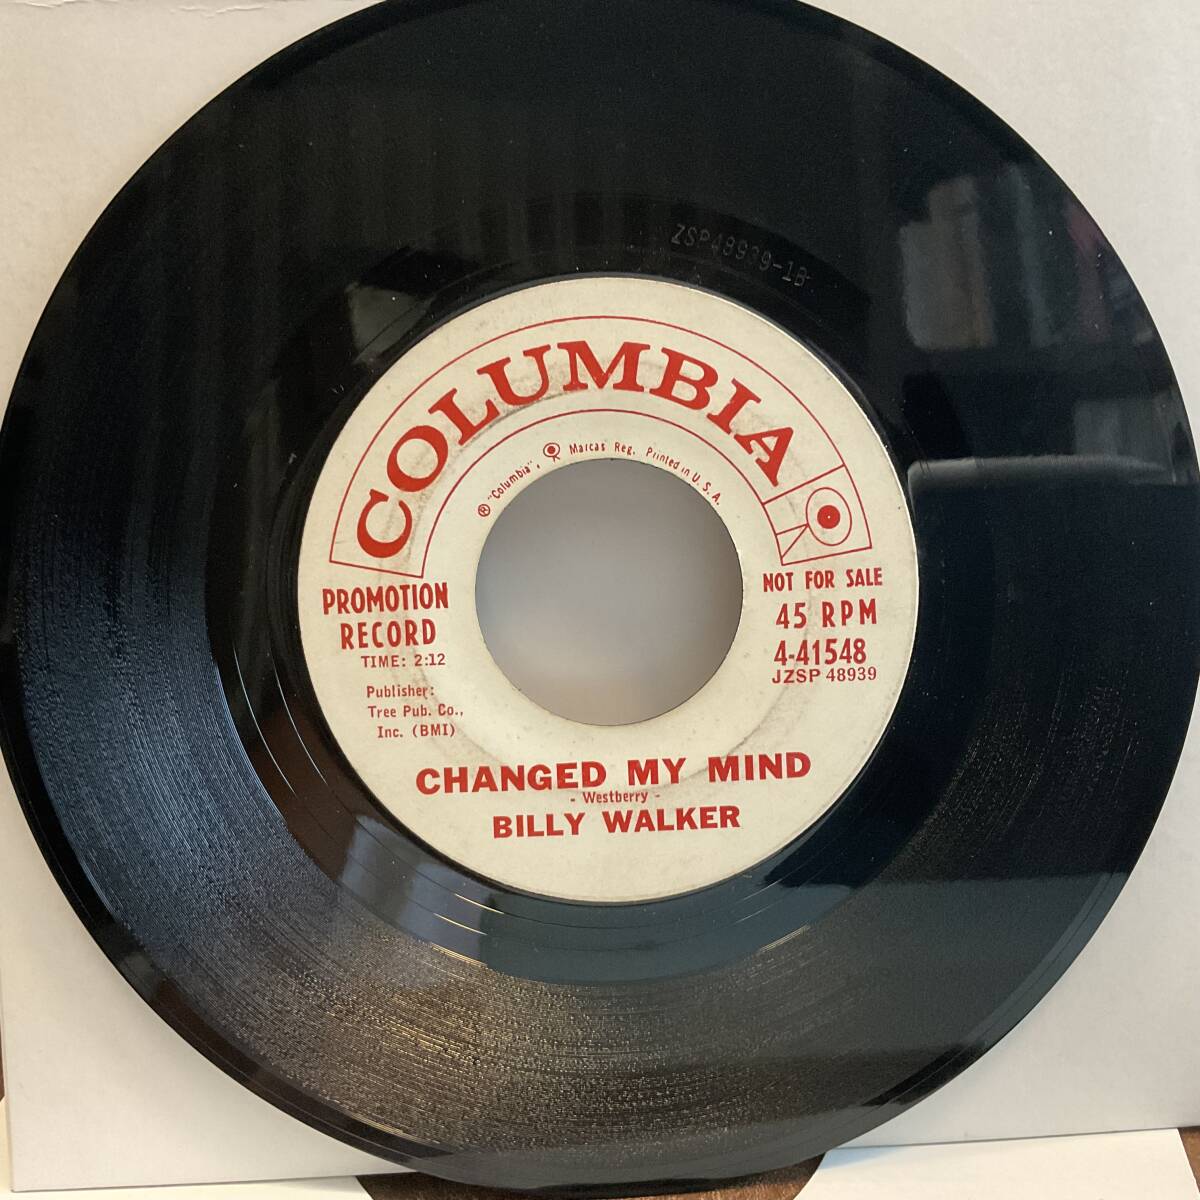 ZSP48939-1B
COLUMBIA
® "Columbia", Marcas Reg. Printed in U. S. A.
PROMOTION
RECORD
TIME: 2:12
Publisher:
Tree Pub. Co.,
Inc. (BMI)
NOT FOR SALE
45 RPM
4-41548
JZSP 48939
CHANGED MY MIND
- Westberry -
BILLY WALKER